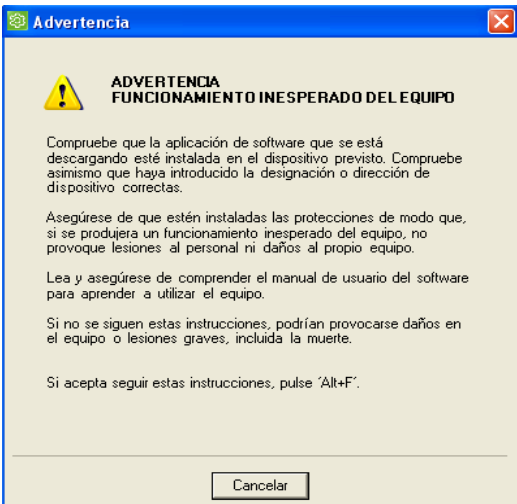 Advertencia
ADVERTENCIA
FUNCIONAMIENTO INESPERADO DEL EQUIPO
Compruebe que la aplicación de software que se está
descargando esté instalada en el dispositivo previsto. Compruebe
asimismo que haya introducido la designación o dirección de
dispositivo correctas.
Asegúrese de que estén instaladas las protecciones de modo que,
si se produjera un funcionamiento inesperado del equipo, no
provoque lesiones al personal ni daños al propio equipo.
Lea y asegúrese de comprender el manual de usuario del software
para aprender a utilizar el equipo.
Si no se siguen estas instrucciones, podrían provocarse daños en
el equipo o lesiones graves, incluida la muerte.
Si acepta seguir estas instrucciones, pulse ´Alt+F´.
Cancelar